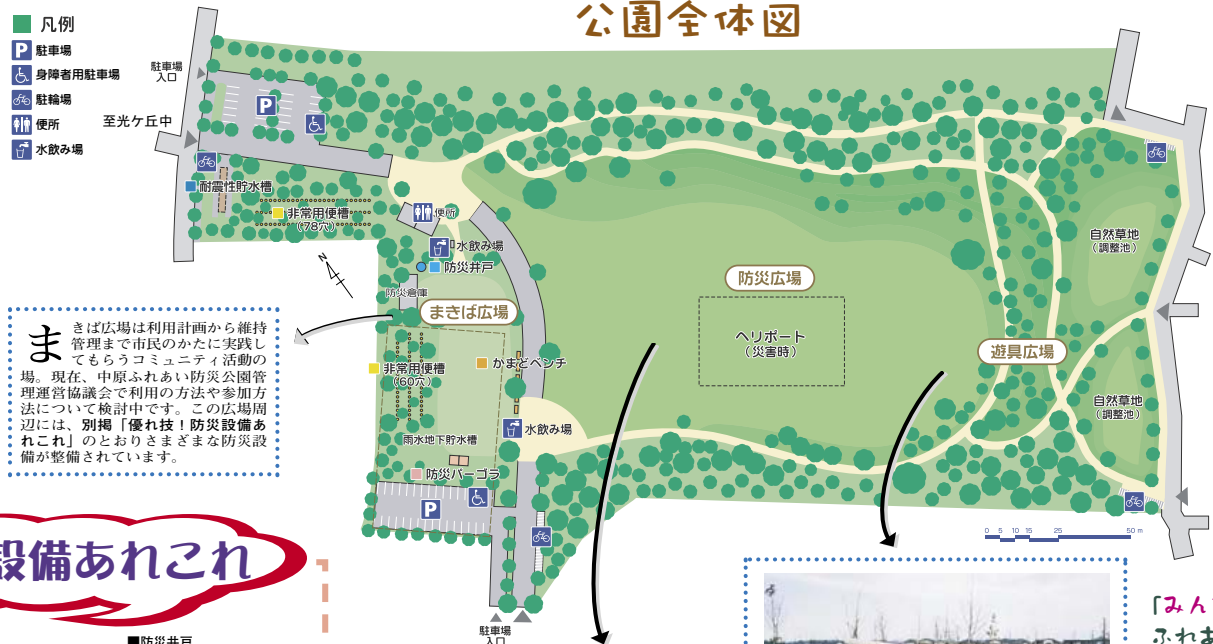 公園全体図
凡例
P 駐車場
身障者用駐車場
駐輪場
便所
水飲み場
駐車場
入口
至光ケ丘中
P
耐震性貯水槽
非常用便槽
(78穴)
便所
水飲み場
防災井戸
防災倉庫
N
まきば広場
非常用便槽
(60穴)
かまどベンチ
水飲み場
雨水地下貯水槽
防災パーゴラ
P
駐車場
入口
防災広場
ヘリポート
(災害時)
遊具広場
自然草地
(調整池)
自然草地
(調整池)
0 5 10 15 25 50 m
まきば広場は利用計画から維持
管理まで市民のかたに実践し
てもらうコミュニティ活動の
場。現在、中原ふれあい防災公園管
理運営協議会で利用の方法や参加方
法について検討中です。この広場周
辺には、別掲「優れ技！防災設備あ
れこれ」のとおりさまざまな防災設
備が整備されています。
設備あれこれ
■防災井戸
「みん
ふれあ